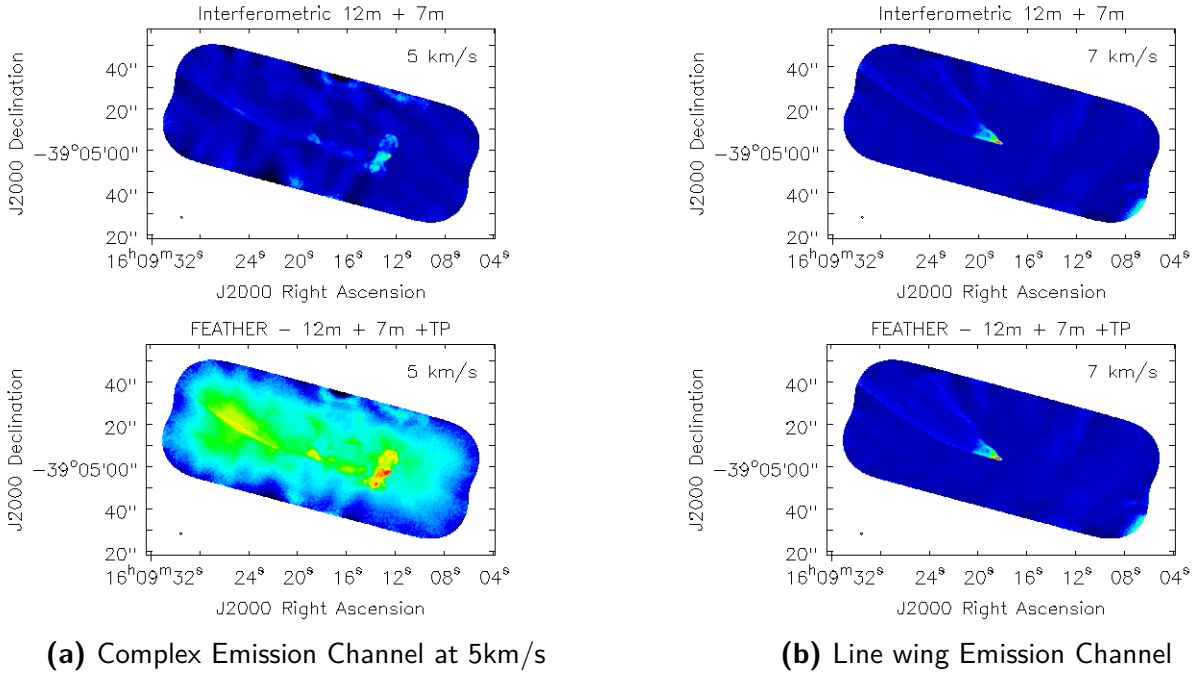 Interferometric 12m + 7m
5 km/s
J2000 Declination
40''
20''
−39°05'00''
40''
20''
16ʰ09ᵐ32ˢ 24ˢ 20ˢ 16ˢ 12ˢ 08ˢ 04ˢ
J2000 Right Ascension
Interferometric 12m + 7m
7 km/s
J2000 Declination
40''
20''
−39°05'00''
40''
20''
16ʰ09ᵐ32ˢ 24ˢ 20ˢ 16ˢ 12ˢ 08ˢ 04ˢ
J2000 Right Ascension
FEATHER − 12m + 7m +TP
5 km/s
J2000 Declination
40''
20''
−39°05'00''
40''
20''
16ʰ09ᵐ32ˢ 24ˢ 20ˢ 16ˢ 12ˢ 08ˢ 04ˢ
J2000 Right Ascension
FEATHER − 12m + 7m +TP
7 km/s
J2000 Declination
40''
20''
−39°05'00''
40''
20''
16ʰ09ᵐ32ˢ 24ˢ 20ˢ 16ˢ 12ˢ 08ˢ 04ˢ
J2000 Right Ascension
(a) Complex Emission Channel at 5km/s
(b) Line wing Emission Channel